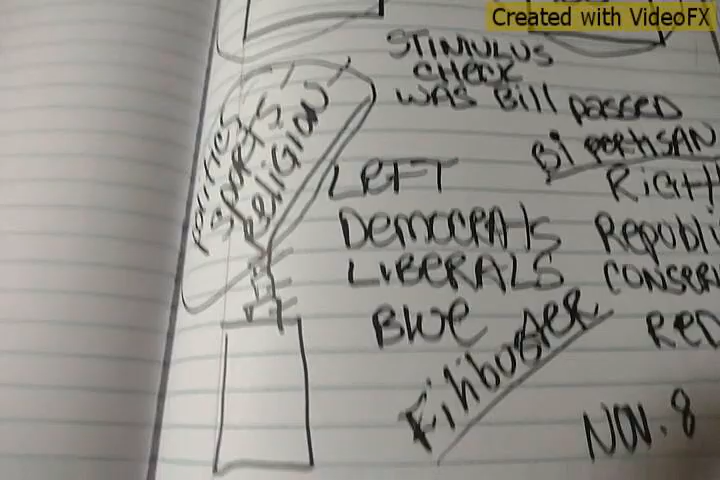 Created with VideoFX
STIMULUS
CHECK
WAS Bill PASSED
Bi PARTISAN
POLITICS
SPORTS
RELIGION
LEFT RIGHT
DEMOCRATS REPUBLI
LIBERALS CONSER
BLUE RED
Filibuster
NOV. 8